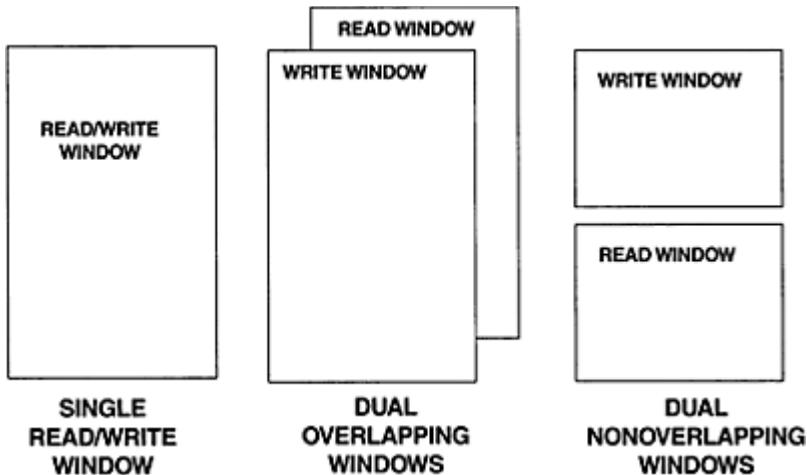 READ/WRITE
WINDOW
SINGLE
READ/WRITE
WINDOW
READ WINDOW
WRITE WINDOW
DUAL
OVERLAPPING
WINDOWS
WRITE WINDOW
READ WINDOW
DUAL
NONOVERLAPPING
WINDOWS